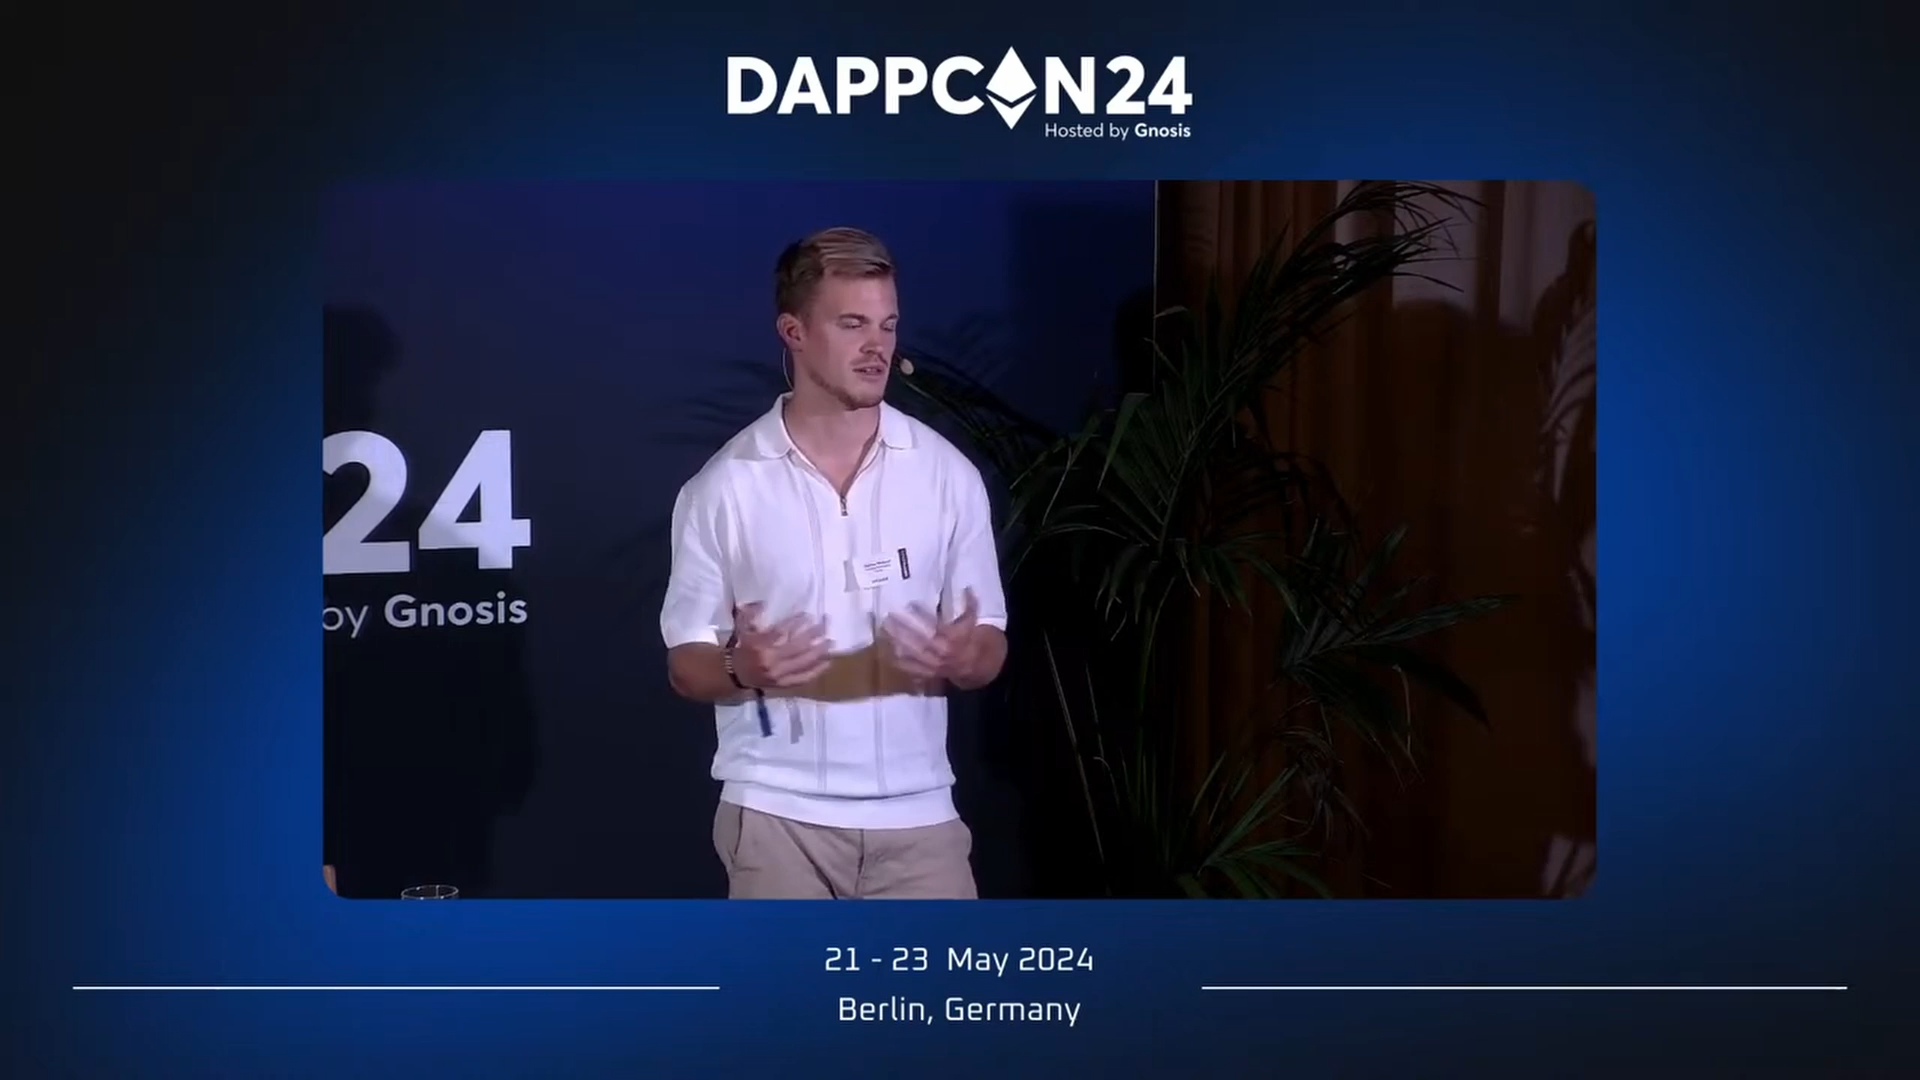 DAPPCON24
Hosted by Gnosis
24
by Gnosis
21 - 23 May 2024
Berlin, Germany